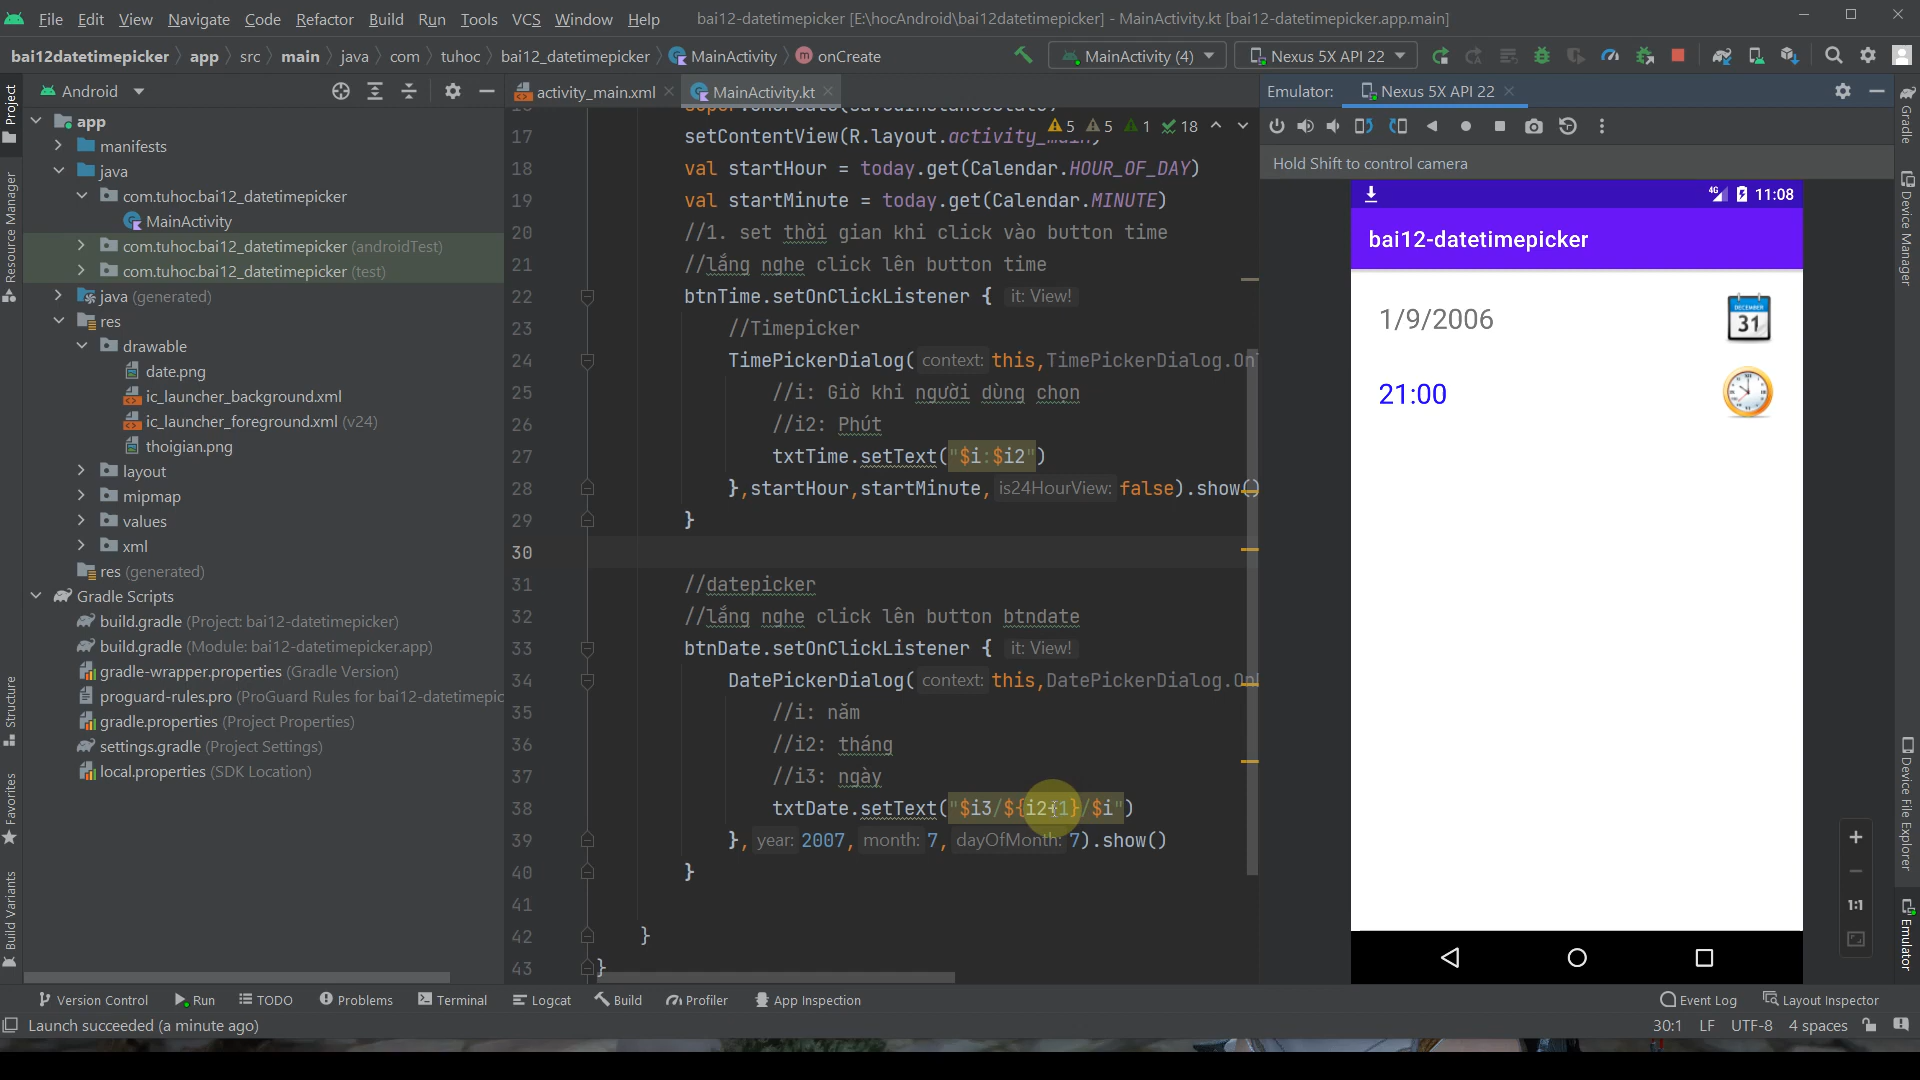 File Edit View Navigate Code Refactor Build Run Tools VCS Window Help bai12-datetimepicker [E:\hocAndroid\bai12datetimepicker] - MainActivity.kt [bai12-datetimepicker.app.main]
bai12datetimepicker app src main java com tuhoc bai12_datetimepicker MainActivity onCreate MainActivity (4) Nexus 5X API 22
Android
activity_main.xml MainActivity.kt
Emulator: Nexus 5X API 22
Project
Resource Manager
Structure
Favorites
Build Variants
app
manifests
java
com.tuhoc.bai12_datetimepicker
MainActivity
com.tuhoc.bai12_datetimepicker (androidTest)
com.tuhoc.bai12_datetimepicker (test)
java (generated)
res
drawable
date.png
ic_launcher_background.xml
ic_launcher_foreground.xml (v24)
thoigian.png
layout
mipmap
values
xml
res (generated)
Gradle Scripts
build.gradle (Project: bai12-datetimepicker)
build.gradle (Module: bai12-datetimepicker.app)
gradle-wrapper.properties (Gradle Version)
proguard-rules.pro (ProGuard Rules for bai12-datetimepic
gradle.properties (Project Properties)
settings.gradle (Project Settings)
local.properties (SDK Location)
5 5 1 18
17 setContentView(R.layout.activity_main)
18 val startHour = today.get(Calendar.HOUR_OF_DAY)
19 val startMinute = today.get(Calendar.MINUTE)
20 //1. set thời gian khi click vào button time
21 //lắng nghe click lên button time
22 btnTime.setOnClickListener { it: View!
23 //Timepicker
24 TimePickerDialog( context: this,TimePickerDialog.OnT
25 //i: Giờ khi người dùng chọn
26 //i2: Phút
27 txtTime.setText("$i:$i2")
28 },startHour,startMinute, is24HourView: false).show()
29 }
30
31 //datepicker
32 //lắng nghe click lên button btndate
33 btnDate.setOnClickListener { it: View!
34 DatePickerDialog( context: this,DatePickerDialog.OnD
35 //i: năm
36 //i2: tháng
37 //i3: ngày
38 txtDate.setText("$i3/${i2+1}/$i")
39 }, year: 2007, month: 7, dayOfMonth: 7).show()
40 }
41
42 }
43 }
Hold Shift to control camera
4G 11:08
bai12-datetimepicker
1/9/2006
DECEMBER
31
21:00
1:1
Gradle
Device Manager
Device File Explorer
Emulator
Version Control Run TODO Problems Terminal Logcat Build Profiler App Inspection Event Log Layout Inspector
Launch succeeded (a minute ago) 30:1 LF UTF-8 4 spaces